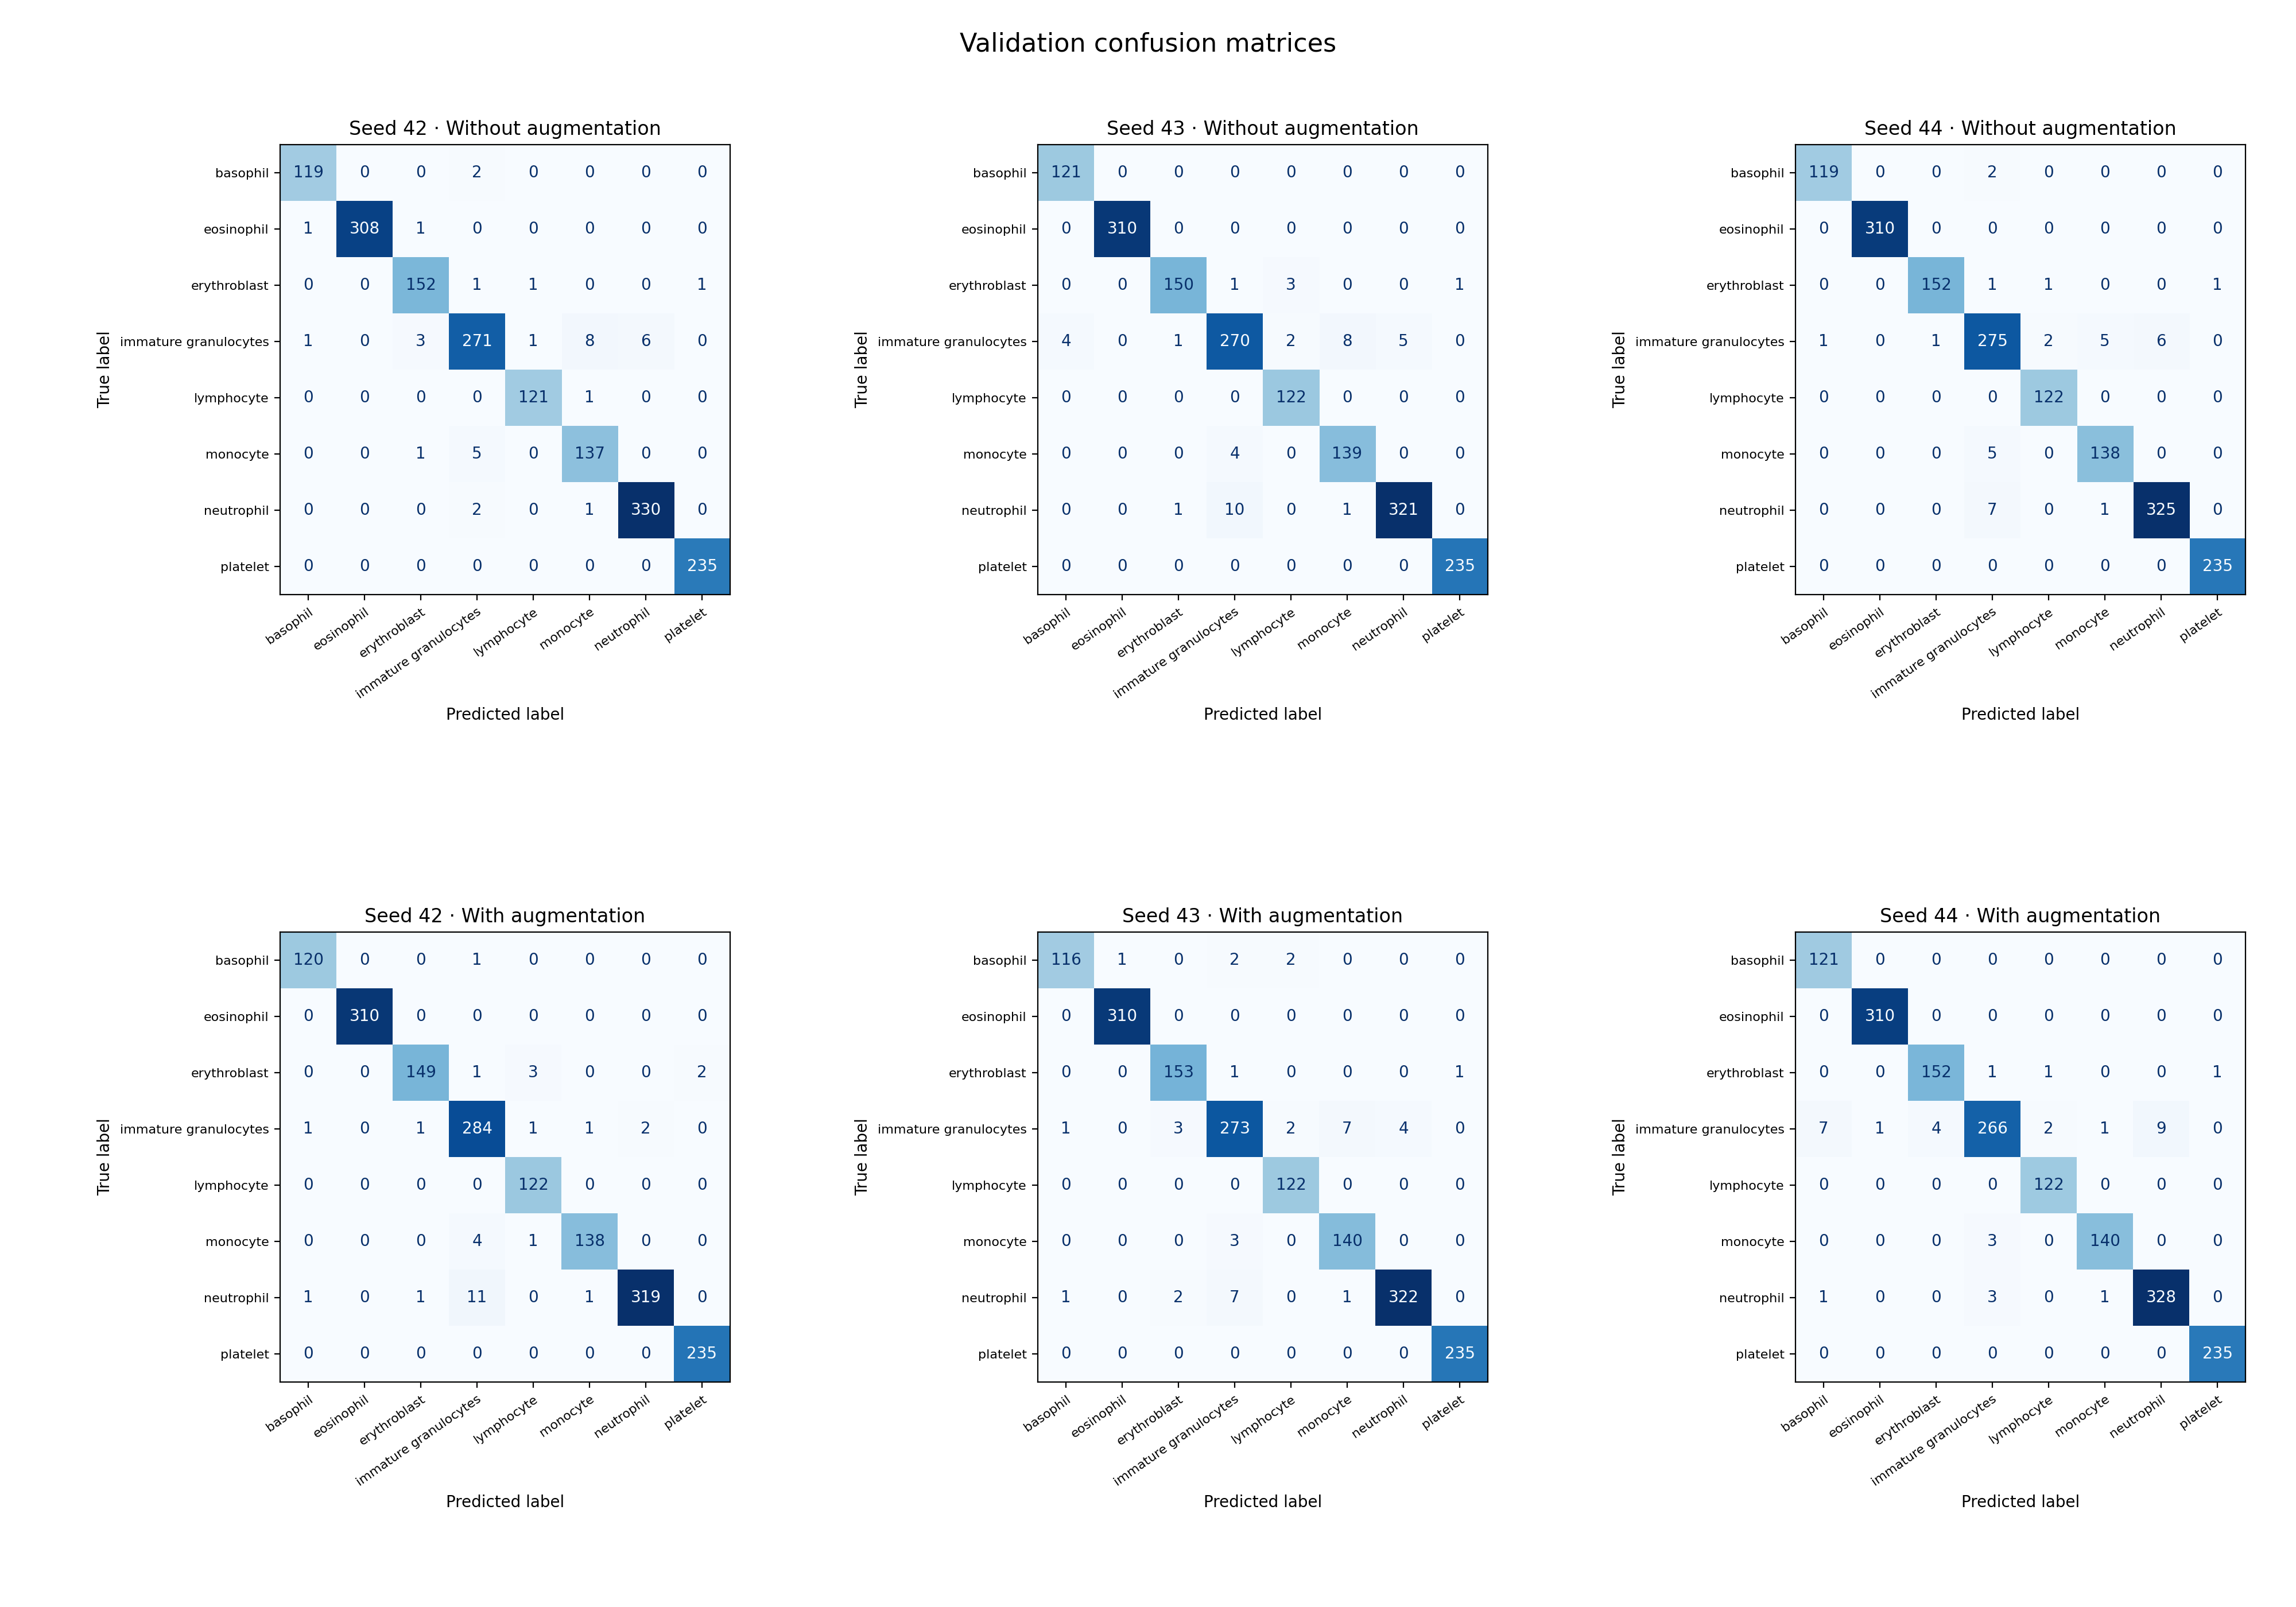 Validation confusion matrices
Seed 42 · Without augmentation
True label
basophil 119 0 0 2 0 0 0 0
eosinophil 1 308 1 0 0 0 0 0
erythroblast 0 0 152 1 1 0 0 1
immature granulocytes 1 0 3 271 1 8 6 0
lymphocyte 0 0 0 0 121 1 0 0
monocyte 0 0 1 5 0 137 0 0
neutrophil 0 0 0 2 0 1 330 0
platelet 0 0 0 0 0 0 0 235
basophil eosinophil erythroblast immature granulocytes lymphocyte monocyte neutrophil platelet
Predicted label
Seed 43 · Without augmentation
True label
basophil 121 0 0 0 0 0 0 0
eosinophil 0 310 0 0 0 0 0 0
erythroblast 0 0 150 1 3 0 0 1
immature granulocytes 4 0 1 270 2 8 5 0
lymphocyte 0 0 0 0 122 0 0 0
monocyte 0 0 0 4 0 139 0 0
neutrophil 0 0 1 10 0 1 321 0
platelet 0 0 0 0 0 0 0 235
basophil eosinophil erythroblast immature granulocytes lymphocyte monocyte neutrophil platelet
Predicted label
Seed 44 · Without augmentation
True label
basophil 119 0 0 2 0 0 0 0
eosinophil 0 310 0 0 0 0 0 0
erythroblast 0 0 152 1 1 0 0 1
immature granulocytes 1 0 1 275 2 5 6 0
lymphocyte 0 0 0 0 122 0 0 0
monocyte 0 0 0 5 0 138 0 0
neutrophil 0 0 0 7 0 1 325 0
platelet 0 0 0 0 0 0 0 235
basophil eosinophil erythroblast immature granulocytes lymphocyte monocyte neutrophil platelet
Predicted label
Seed 42 · With augmentation
True label
basophil 120 0 0 1 0 0 0 0
eosinophil 0 310 0 0 0 0 0 0
erythroblast 0 0 149 1 3 0 0 2
immature granulocytes 1 0 1 284 1 1 2 0
lymphocyte 0 0 0 0 122 0 0 0
monocyte 0 0 0 4 1 138 0 0
neutrophil 1 0 1 11 0 1 319 0
platelet 0 0 0 0 0 0 0 235
basophil eosinophil erythroblast immature granulocytes lymphocyte monocyte neutrophil platelet
Predicted label
Seed 43 · With augmentation
True label
basophil 116 1 0 2 2 0 0 0
eosinophil 0 310 0 0 0 0 0 0
erythroblast 0 0 153 1 0 0 0 1
immature granulocytes 1 0 3 273 2 7 4 0
lymphocyte 0 0 0 0 122 0 0 0
monocyte 0 0 0 3 0 140 0 0
neutrophil 1 0 2 7 0 1 322 0
platelet 0 0 0 0 0 0 0 235
basophil eosinophil erythroblast immature granulocytes lymphocyte monocyte neutrophil platelet
Predicted label
Seed 44 · With augmentation
True label
basophil 121 0 0 0 0 0 0 0
eosinophil 0 310 0 0 0 0 0 0
erythroblast 0 0 152 1 1 0 0 1
immature granulocytes 7 1 4 266 2 1 9 0
lymphocyte 0 0 0 0 122 0 0 0
monocyte 0 0 0 3 0 140 0 0
neutrophil 1 0 0 3 0 1 328 0
platelet 0 0 0 0 0 0 0 235
basophil eosinophil erythroblast immature granulocytes lymphocyte monocyte neutrophil platelet
Predicted label